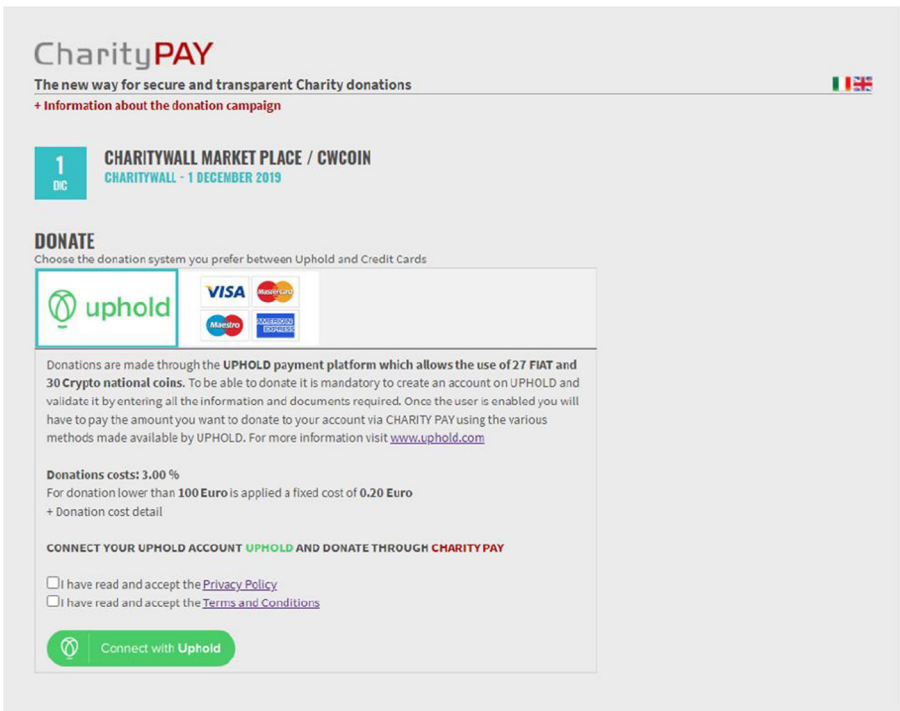 CharityPAY
The new way for secure and transparent Charity donations
+ Information about the donation campaign
1
DIC
CHARITYWALL MARKET PLACE / CWCOIN
CHARITYWALL - 1 DECEMBER 2019
DONATE
Choose the donation system you prefer between Uphold and Credit Cards
uphold
VISA
MasterCard
Maestro
AMERICAN
EXPRESS
Donations are made through the UPHOLD payment platform which allows the use of 27 FIAT and
30 Crypto national coins. To be able to donate it is mandatory to create an account on UPHOLD and
validate it by entering all the information and documents required. Once the user is enabled you will
have to pay the amount you want to donate to your account via CHARITY PAY using the various
methods made available by UPHOLD. For more information visit www.uphold.com
Donations costs: 3.00 %
For donation lower than 100 Euro is applied a fixed cost of 0.20 Euro
+ Donation cost detail
CONNECT YOUR UPHOLD ACCOUNT UPHOLD AND DONATE THROUGH CHARITY PAY
I have read and accept the Privacy Policy
I have read and accept the Terms and Conditions
Connect with Uphold